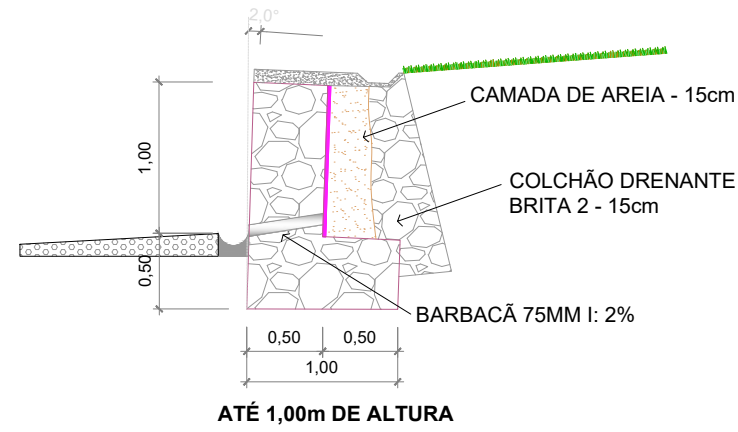 2,0°
CAMADA DE AREIA - 15cm
1,00
COLCHÃO DRENANTE
BRITA 2 - 15cm
0,50
BARBACÃ 75MM I: 2%
0,50
0,50
1,00
ATÉ 1,00m DE ALTURA